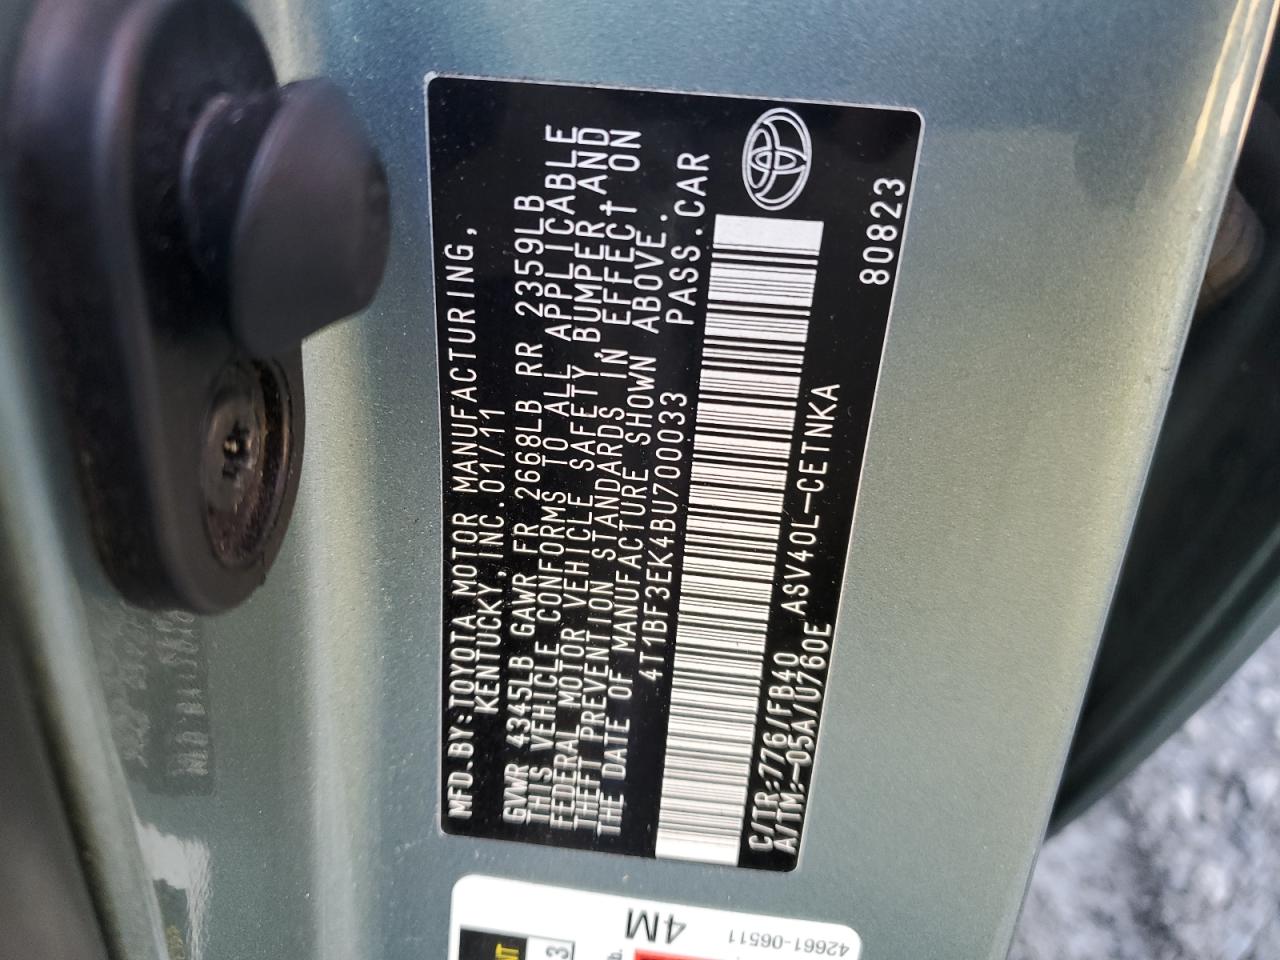 MFD.BY:TOYOTA MOTOR MANUFACTURING,
KENTUCKY,INC.01/11
GVWR 4345LB GAWR FR 2668LB RR 2359LB
THIS VEHICLE CONFORMS TO ALL APPLICABLE
FEDERAL MOTOR VEHICLE SAFETY,BUMPER,AND
THEFT PREVENTION STANDARDS IN EFFECT ON
THE DATE OF MANUFACTURE SHOWN ABOVE.
4T1BF3EK4BU700033 PASS.CAR
C/TR:776/FB40 ASV40L-CETNKA
A/TM:-05A/U760E 80823
4M
42661-06511
NT
3
b.